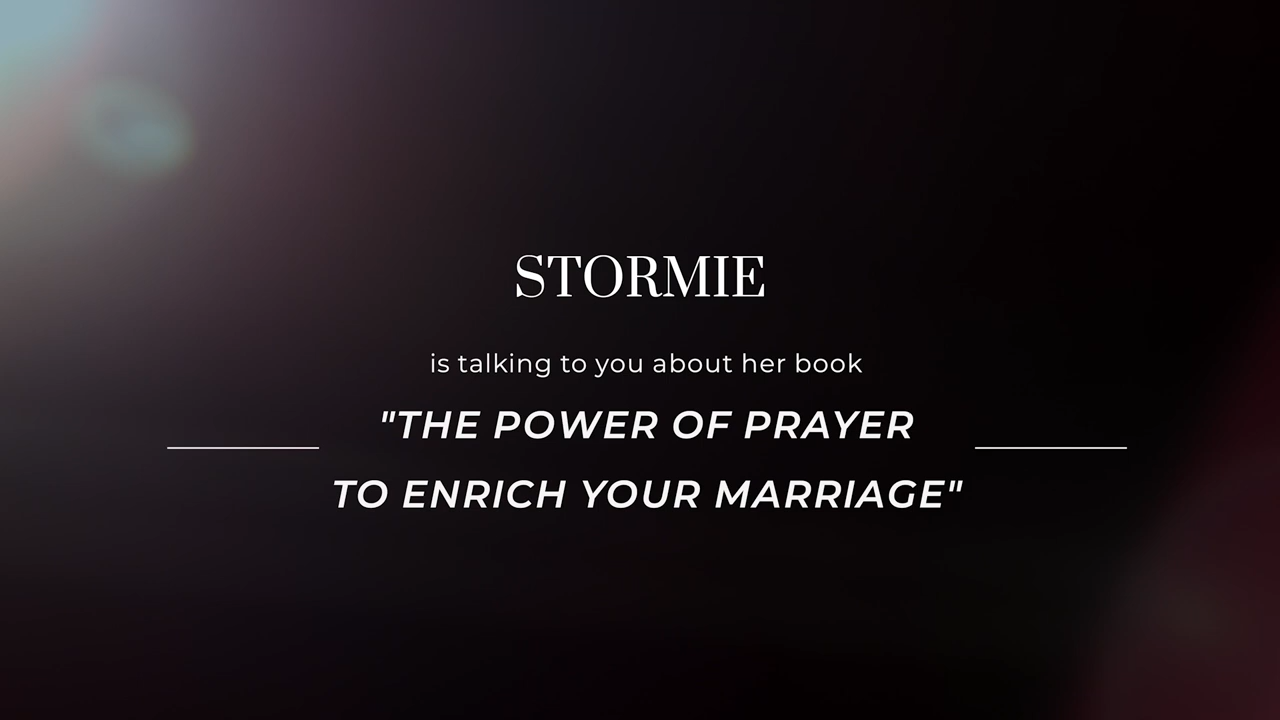 STORMIE
is talking to you about her book
"THE POWER OF PRAYER
TO ENRICH YOUR MARRIAGE"